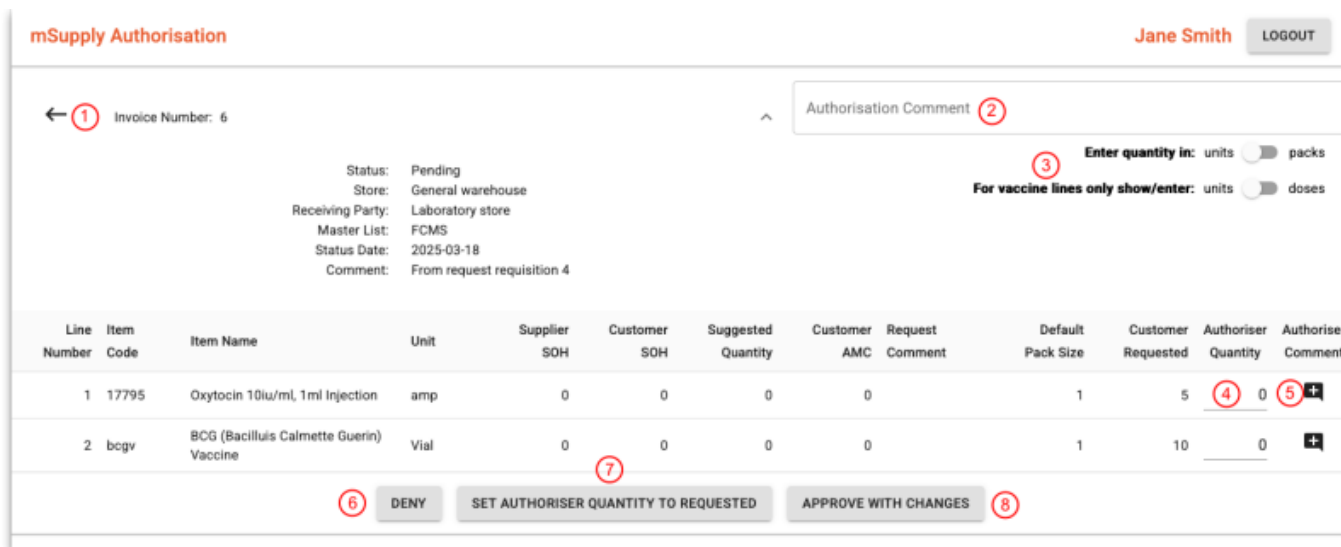 mSupply Authorisation
Jane Smith LOGOUT
1 Invoice Number: 6
Authorisation Comment 2
3
Enter quantity in: units packs
For vaccine lines only show/enter: units doses
Status: Pending
Store: General warehouse
Receiving Party: Laboratory store
Master List: FCMS
Status Date: 2025-03-18
Comment: From request requisition 4
Line Number Item Code Item Name Unit Supplier SOH Customer SOH Suggested Quantity Customer AMC Request Comment Default Pack Size Customer Requested Authoriser Quantity Authorise Comment
1 17795 Oxytocin 10iu/ml, 1ml Injection amp 0 0 0 0 1 5 4 0 5
2 bcgv BCG (Bacilluis Calmette Guerin) Vaccine Vial 0 0 0 0 1 10 0
7
6 DENY SET AUTHORISER QUANTITY TO REQUESTED APPROVE WITH CHANGES 8